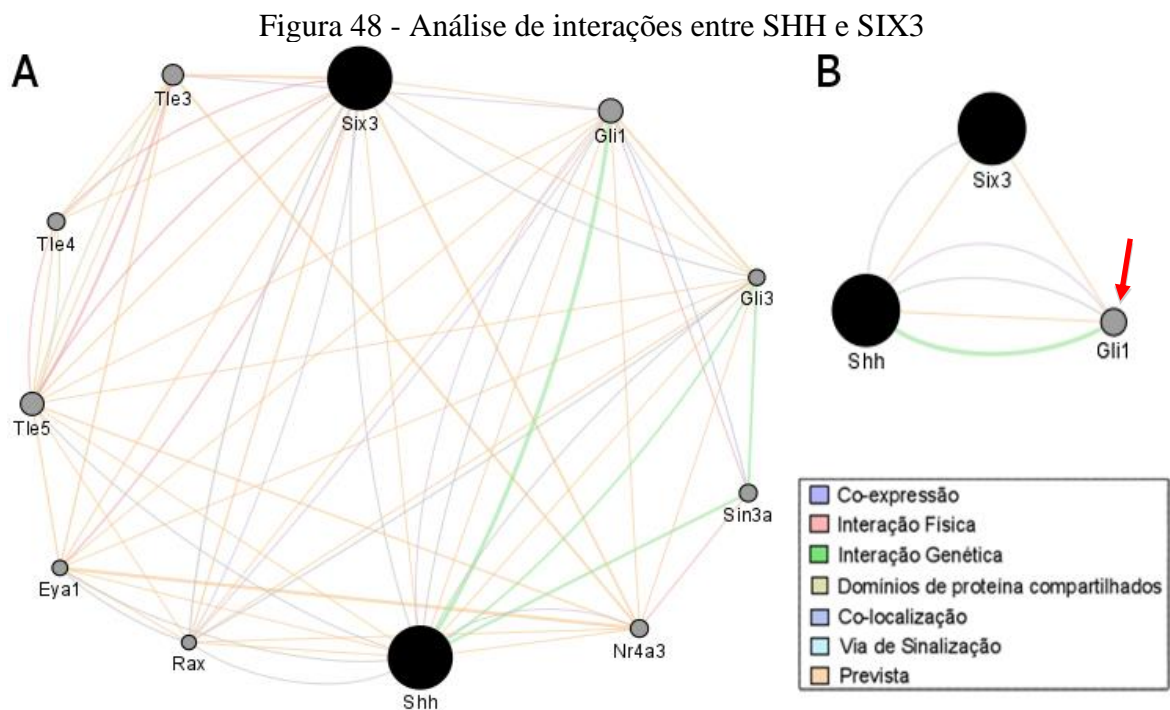 Figura 48 - Análise de interações entre SHH e SIX3
A
Tle3
Six3
Gli1
Tle4
Gli3
Tle5
Sin3a
Eya1
Rax
Shh
Nr4a3
B
Six3
Shh
Gli1
Co-expressão
Interação Física
Interação Genética
Domínios de proteína compartilhados
Co-localização
Via de Sinalização
Prevista